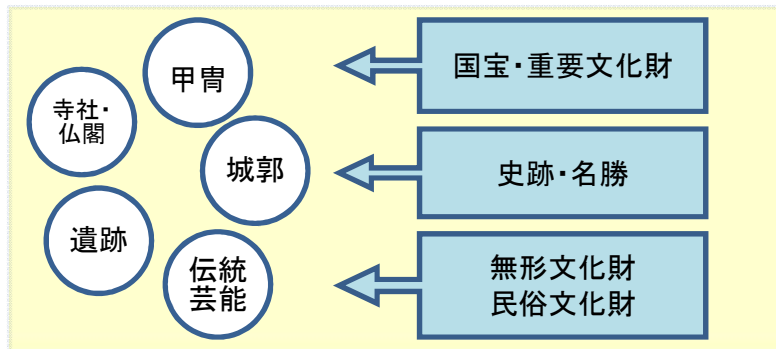 甲冑
寺社・
仏閣
城郭
遺跡
伝統
芸能
国宝・重要文化財
史跡・名勝
無形文化財
民俗文化財